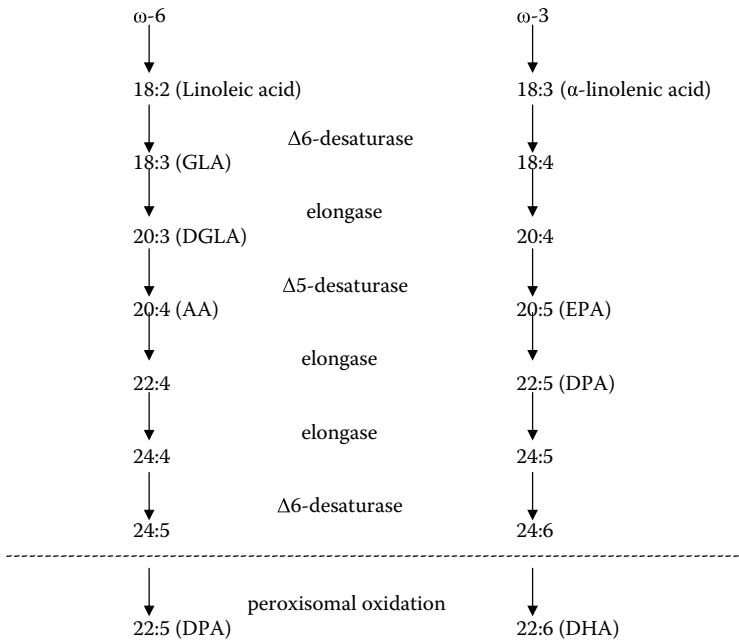 ω-6 ω-3
18:2 (Linoleic acid) 18:3 (α-linolenic acid)
Δ6-desaturase
18:3 (GLA) 18:4
elongase
20:3 (DGLA) 20:4
Δ5-desaturase
20:4 (AA) 20:5 (EPA)
elongase
22:4 22:5 (DPA)
elongase
24:4 24:5
Δ6-desaturase
24:5 24:6
peroxisomal oxidation
22:5 (DPA) 22:6 (DHA)